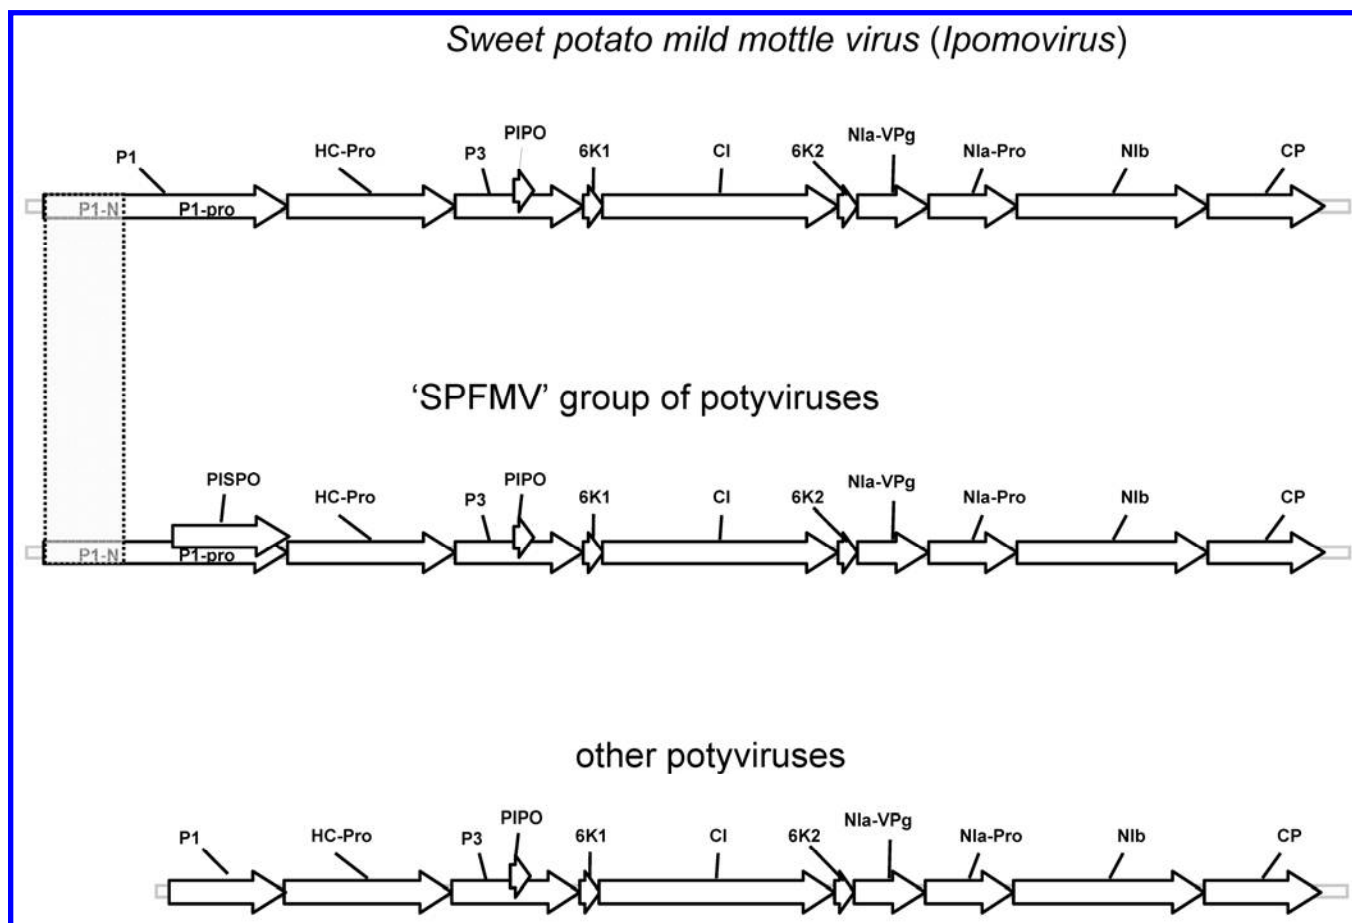 Sweet potato mild mottle virus (Ipomovirus)
P1 HC-Pro P3 PIPO 6K1 CI 6K2 NIa-VPg NIa-Pro NIb CP
P1-N P1-pro
‘SPFMV’ group of potyviruses
PISPO HC-Pro P3 PIPO 6K1 CI 6K2 NIa-VPg NIa-Pro NIb CP
P1-N P1-pro
other potyviruses
P1 HC-Pro P3 PIPO 6K1 CI 6K2 NIa-VPg NIa-Pro NIb CP